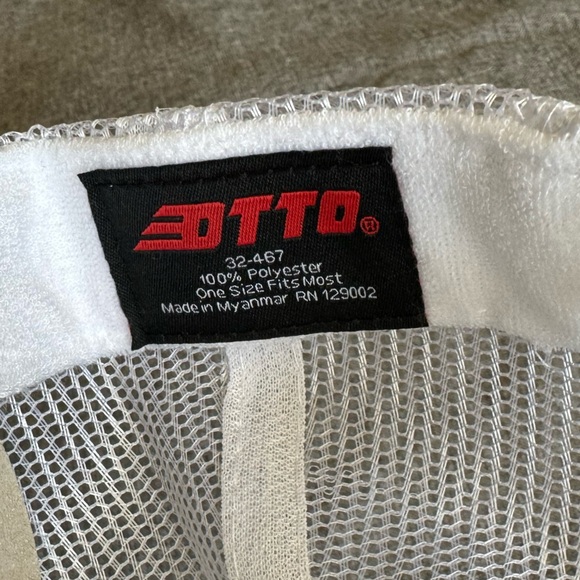 OTTO®
32-467
100% Polyester
One Size Fits Most
Made in Myanmar RN 129002